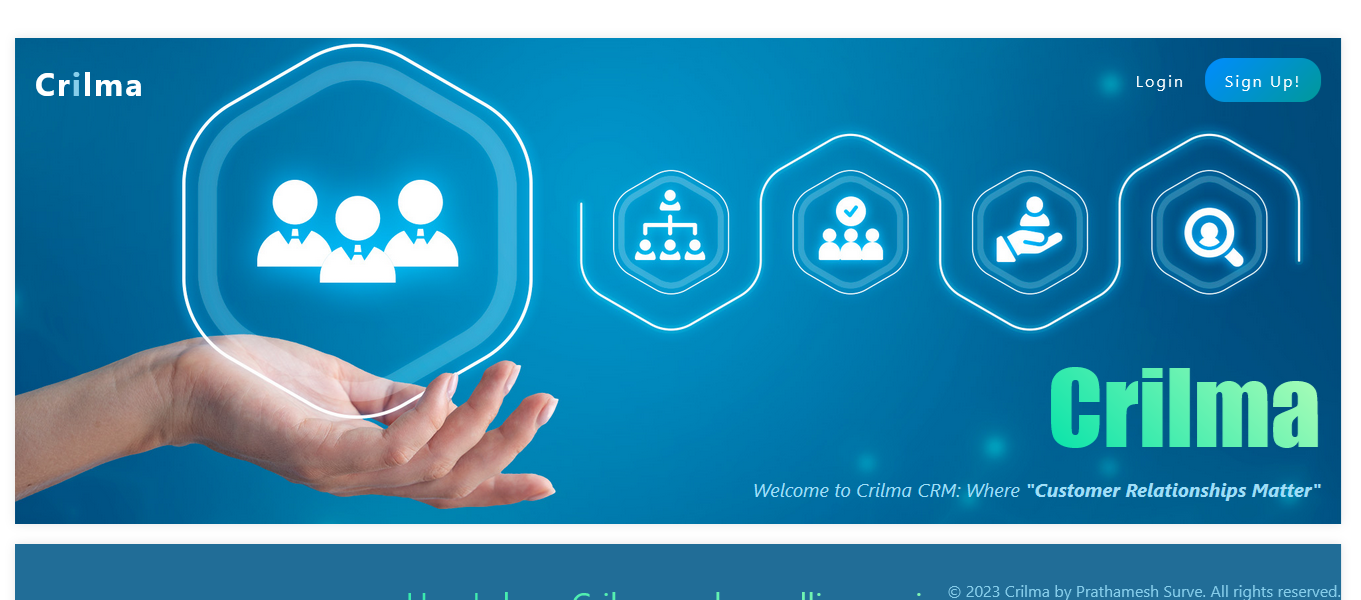 Crilma
Login
Sign Up!
Crilma
Welcome to Crilma CRM: Where "Customer Relationships Matter"
© 2023 Crilma by Prathamesh Surve. All rights reserved.